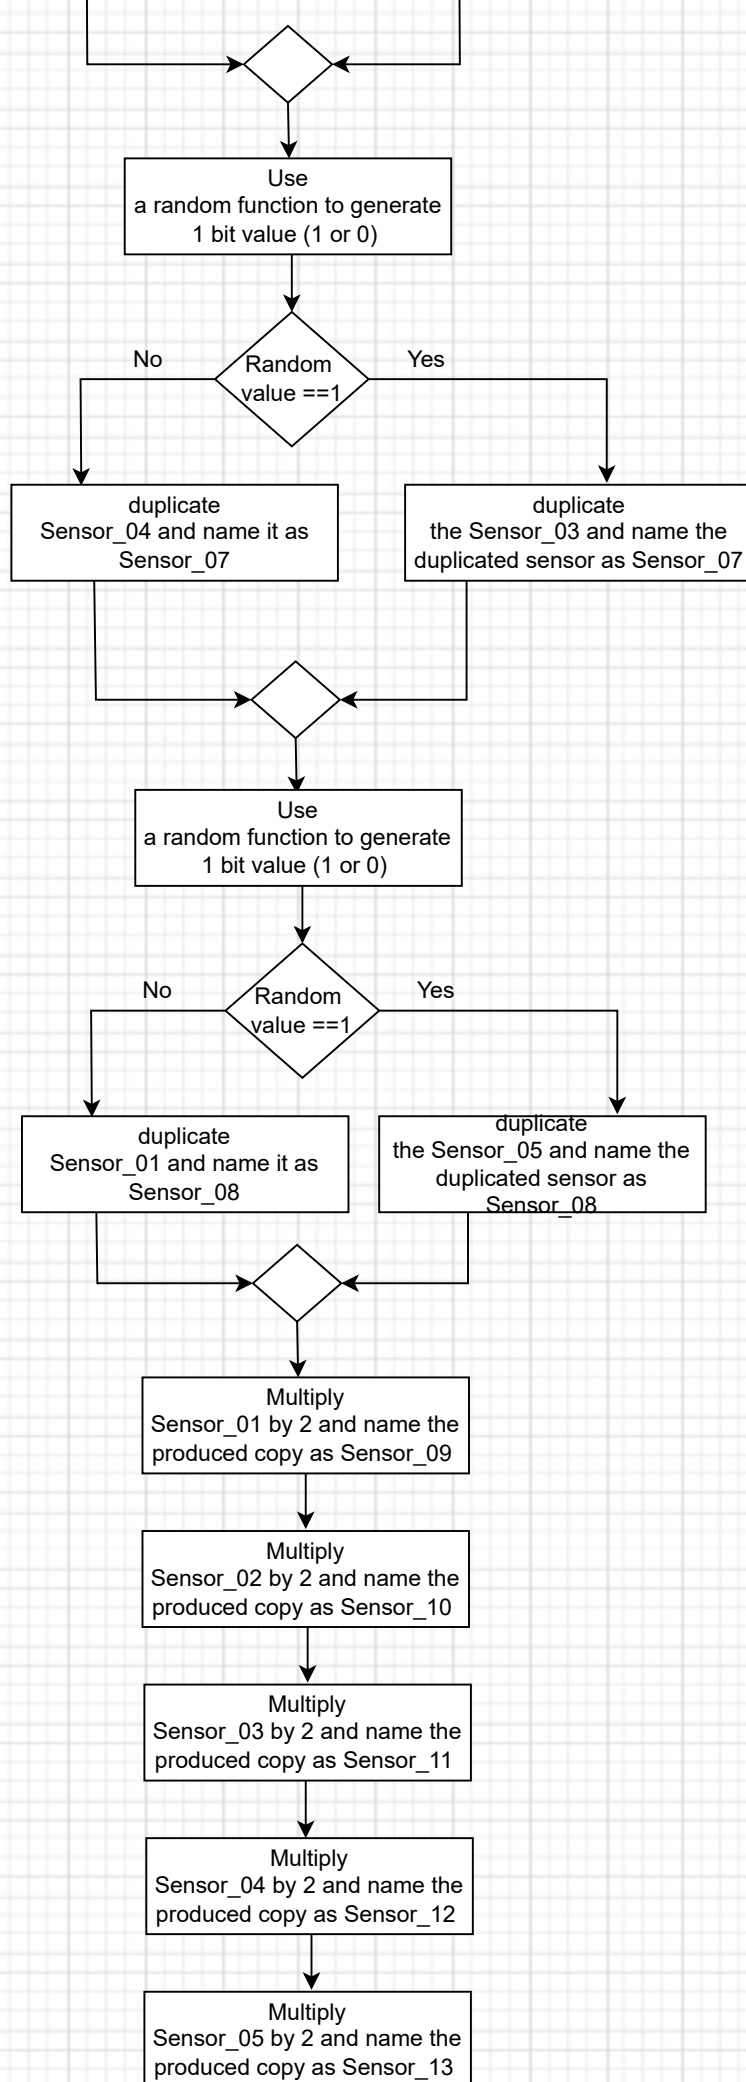 Use
a random function to generate
1 bit value (1 or 0)
No
Random
value ==1
Yes
duplicate
Sensor_04 and name it as
Sensor_07
duplicate
the Sensor_03 and name the
duplicated sensor as Sensor_07
Use
a random function to generate
1 bit value (1 or 0)
No
Random
value ==1
Yes
duplicate
Sensor_01 and name it as
Sensor_08
duplicate
the Sensor_05 and name the
duplicated sensor as
Sensor_08
Multiply
Sensor_01 by 2 and name the
produced copy as Sensor_09
Multiply
Sensor_02 by 2 and name the
produced copy as Sensor_10
Multiply
Sensor_03 by 2 and name the
produced copy as Sensor_11
Multiply
Sensor_04 by 2 and name the
produced copy as Sensor_12
Multiply
Sensor_05 by 2 and name the
produced copy as Sensor_13